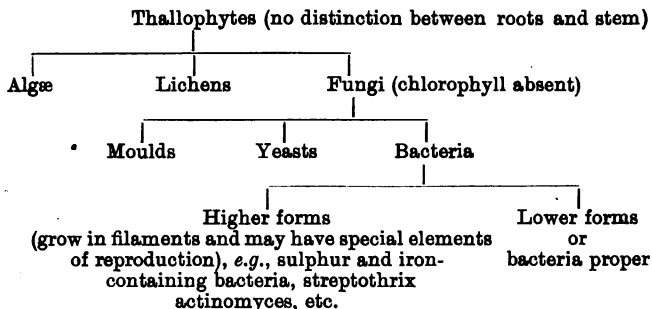 Thallophytes (no distinction between roots and stem)
Algæ Lichens Fungi (chlorophyll absent)
Moulds Yeasts Bacteria
Higher forms Lower forms
(grow in filaments and may have special elements or
of reproduction), e.g., sulphur and iron- bacteria proper
containing bacteria, streptothrix
actinomyces, etc.